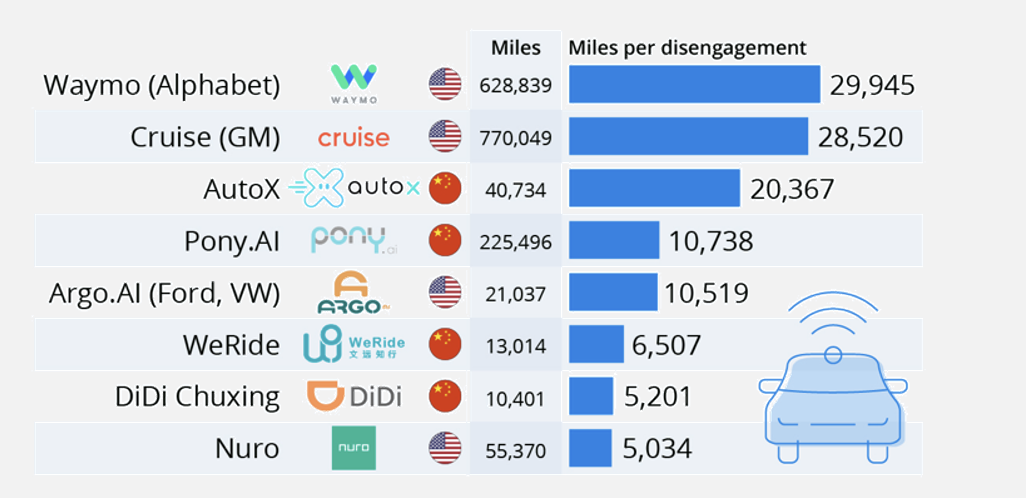 Miles Miles per disengagement
Waymo (Alphabet) WAYMO 628,839 29,945
Cruise (GM) cruise 770,049 28,520
AutoX autox 40,734 20,367
Pony.AI pony.ai 225,496 10,738
Argo.AI (Ford, VW) ARGO AI 21,037 10,519
WeRide WeRide 13,014 6,507
文远知行
DiDi Chuxing DiDi 10,401 5,201
Nuro nuro 55,370 5,034